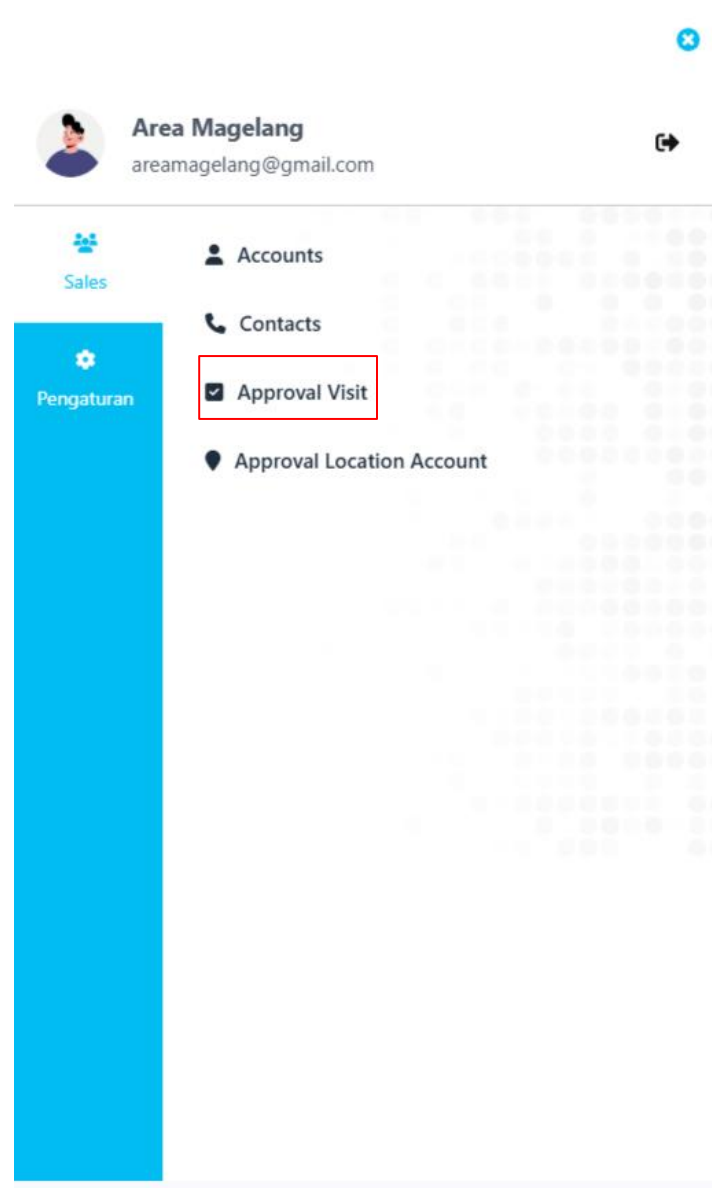 Area Magelang
areamagelang@gmail.com
Sales
Pengaturan
Accounts
Contacts
Approval Visit
Approval Location Account